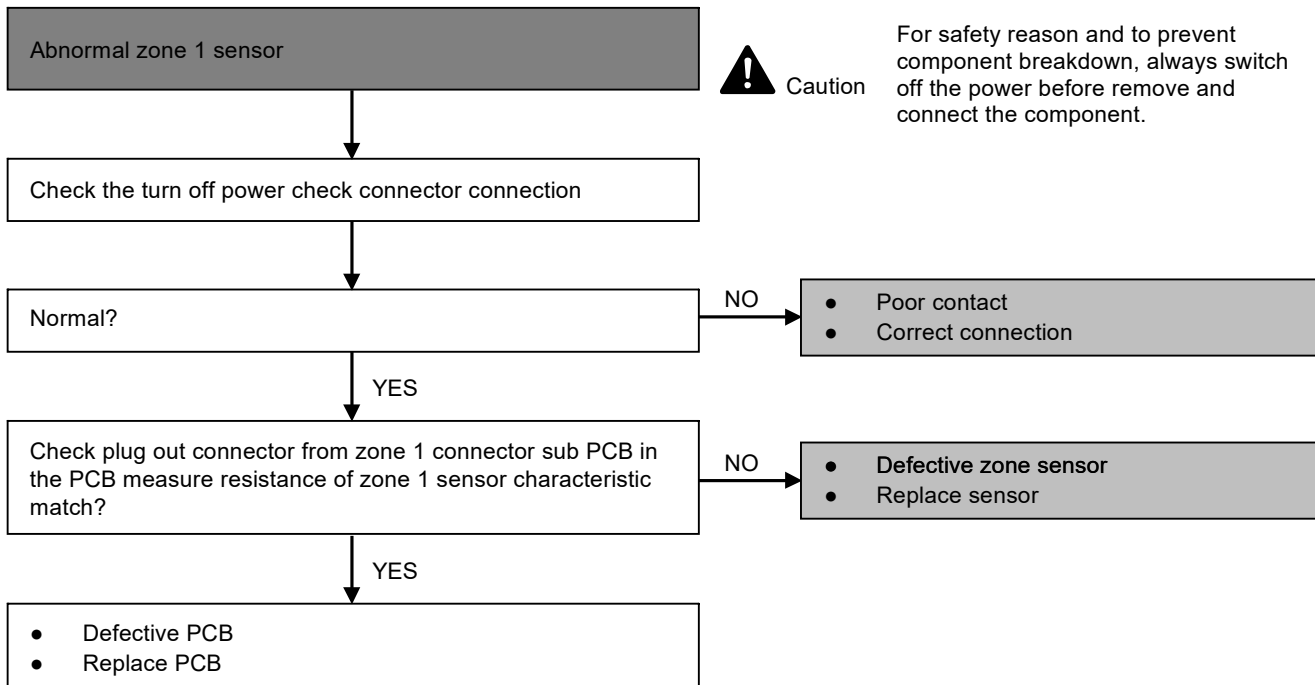 Abnormal zone 1 sensor
Caution
For safety reason and to prevent
component breakdown, always switch
off the power before remove and
connect the component.
Check the turn off power check connector connection
Normal?
NO
● Poor contact
● Correct connection
YES
Check plug out connector from zone 1 connector sub PCB in
the PCB measure resistance of zone 1 sensor characteristic
match?
NO
● Defective zone sensor
● Replace sensor
YES
● Defective PCB
● Replace PCB